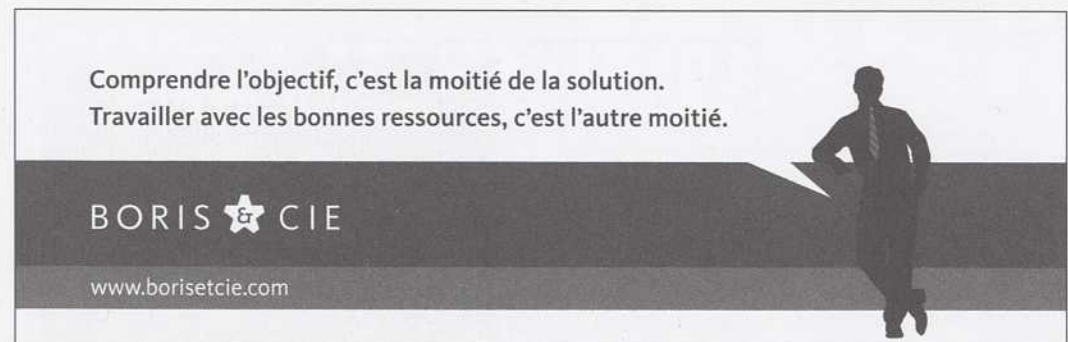 Comprendre l'objectif, c'est la moitié de la solution.
Travailler avec les bonnes ressources, c'est l'autre moitié.
BORIS & CIE
www.borisetcie.com